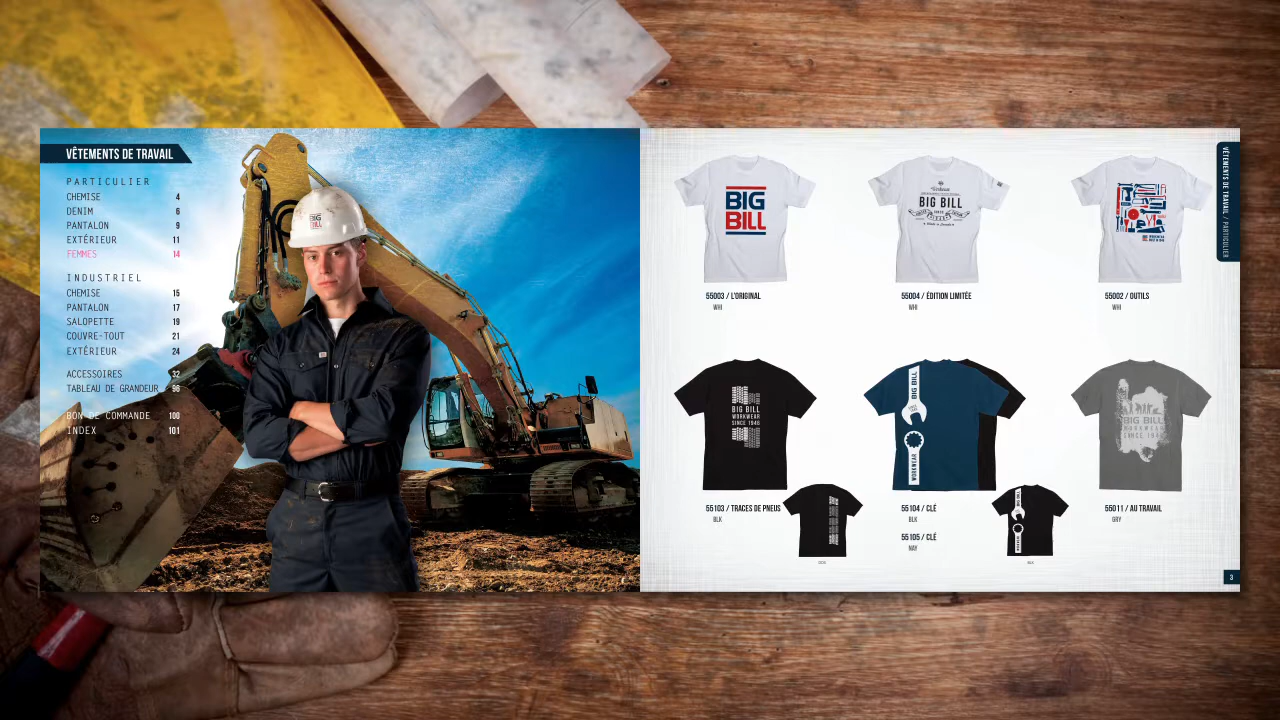 VÊTEMENTS DE TRAVAIL
PARTICULIER
CHEMISE 4
DENIM 6
PANTALON 9
EXTÉRIEUR 11
FEMMES 14
INDUSTRIEL
CHEMISE 15
PANTALON 17
SALOPETTE 19
COUVRE-TOUT 21
EXTÉRIEUR 24
ACCESSOIRES 32
TABLEAU DE GRANDEUR 96
BON DE COMMANDE 100
INDEX 101
BIG
BILL
BIG
BILL
BIG BILL
55003 / L'ORIGINAL
WHI
55004 / ÉDITION LIMITÉE
WHI
55002 / OUTILS
WHI
VÊTEMENTS DE TRAVAIL / PARTICULIER
BIG BILL
WORKWEAR
SINCE 1946
BIG BILL
WORKWEAR
BIG BILL
WORKWEAR
SINCE 1946
55103 / TRACES DE PNEUS
BLK
55104 / CLÉ
BLK
55105 / CLÉ
NAY
55011 / AU TRAVAIL
GRY
3